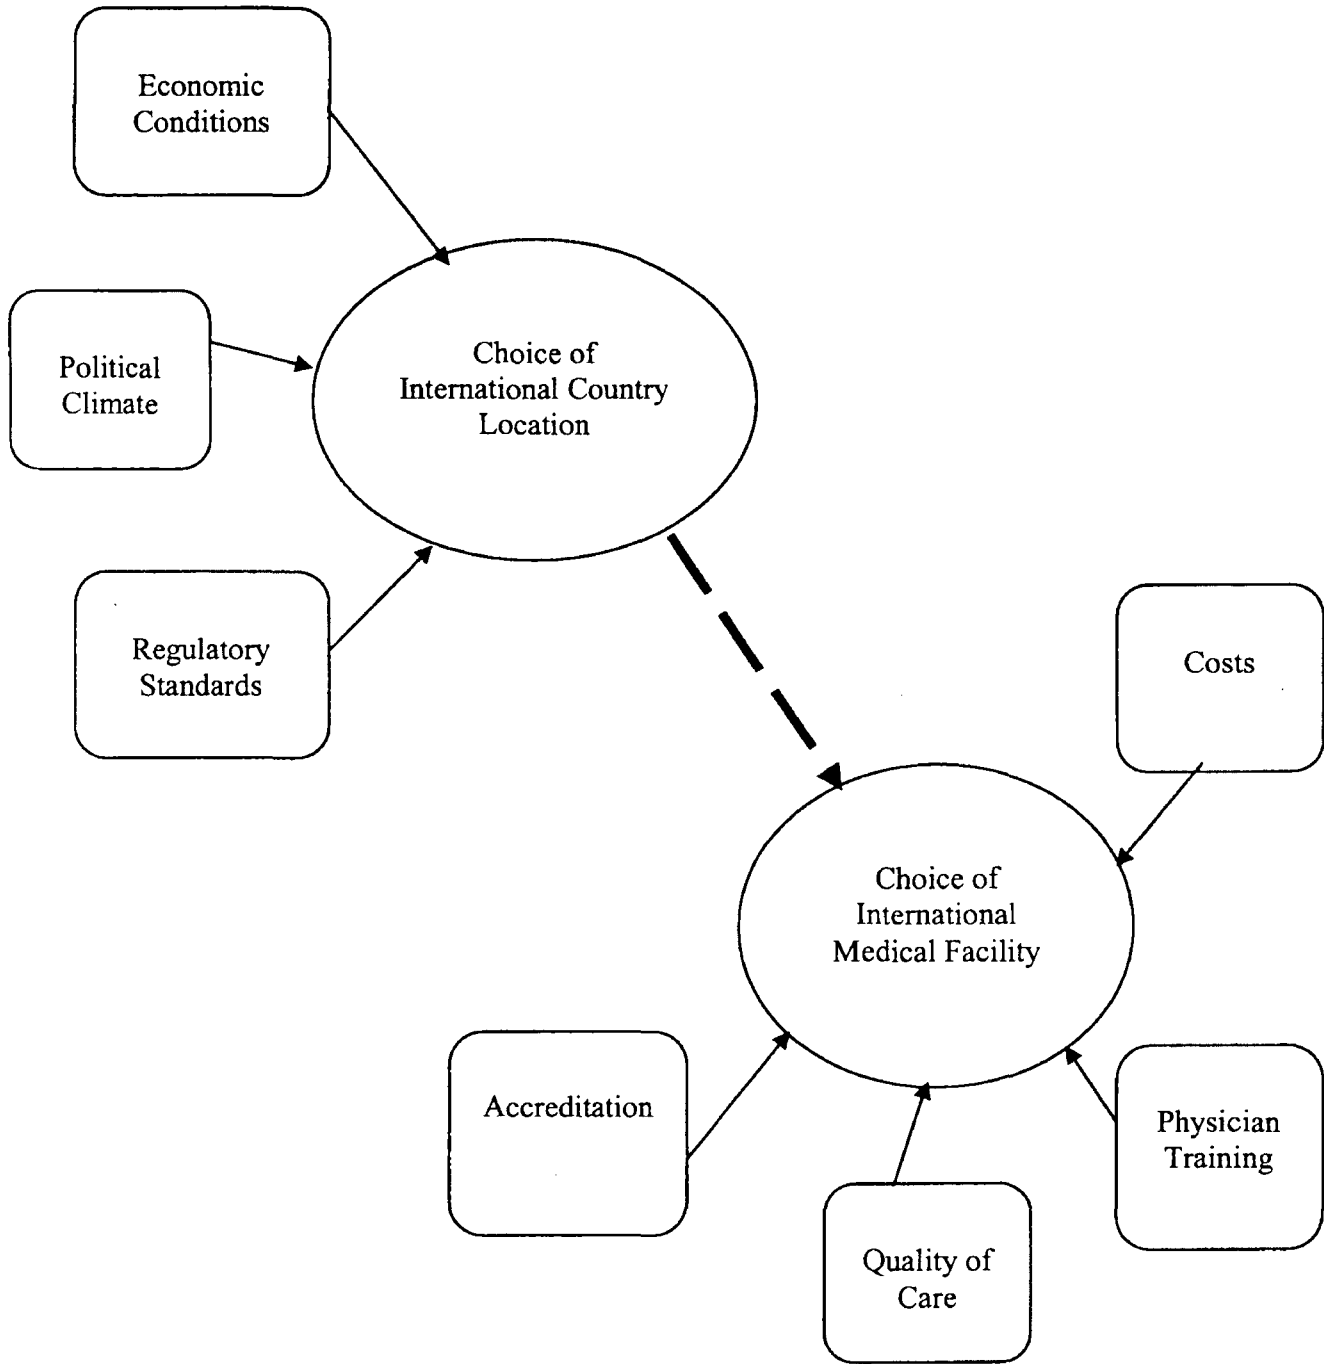 Economic
Conditions
Political
Climate
Choice of
International Country
Location
Regulatory
Standards
Costs
Choice of
International
Medical Facility
Accreditation
Physician
Training
Quality of
Care